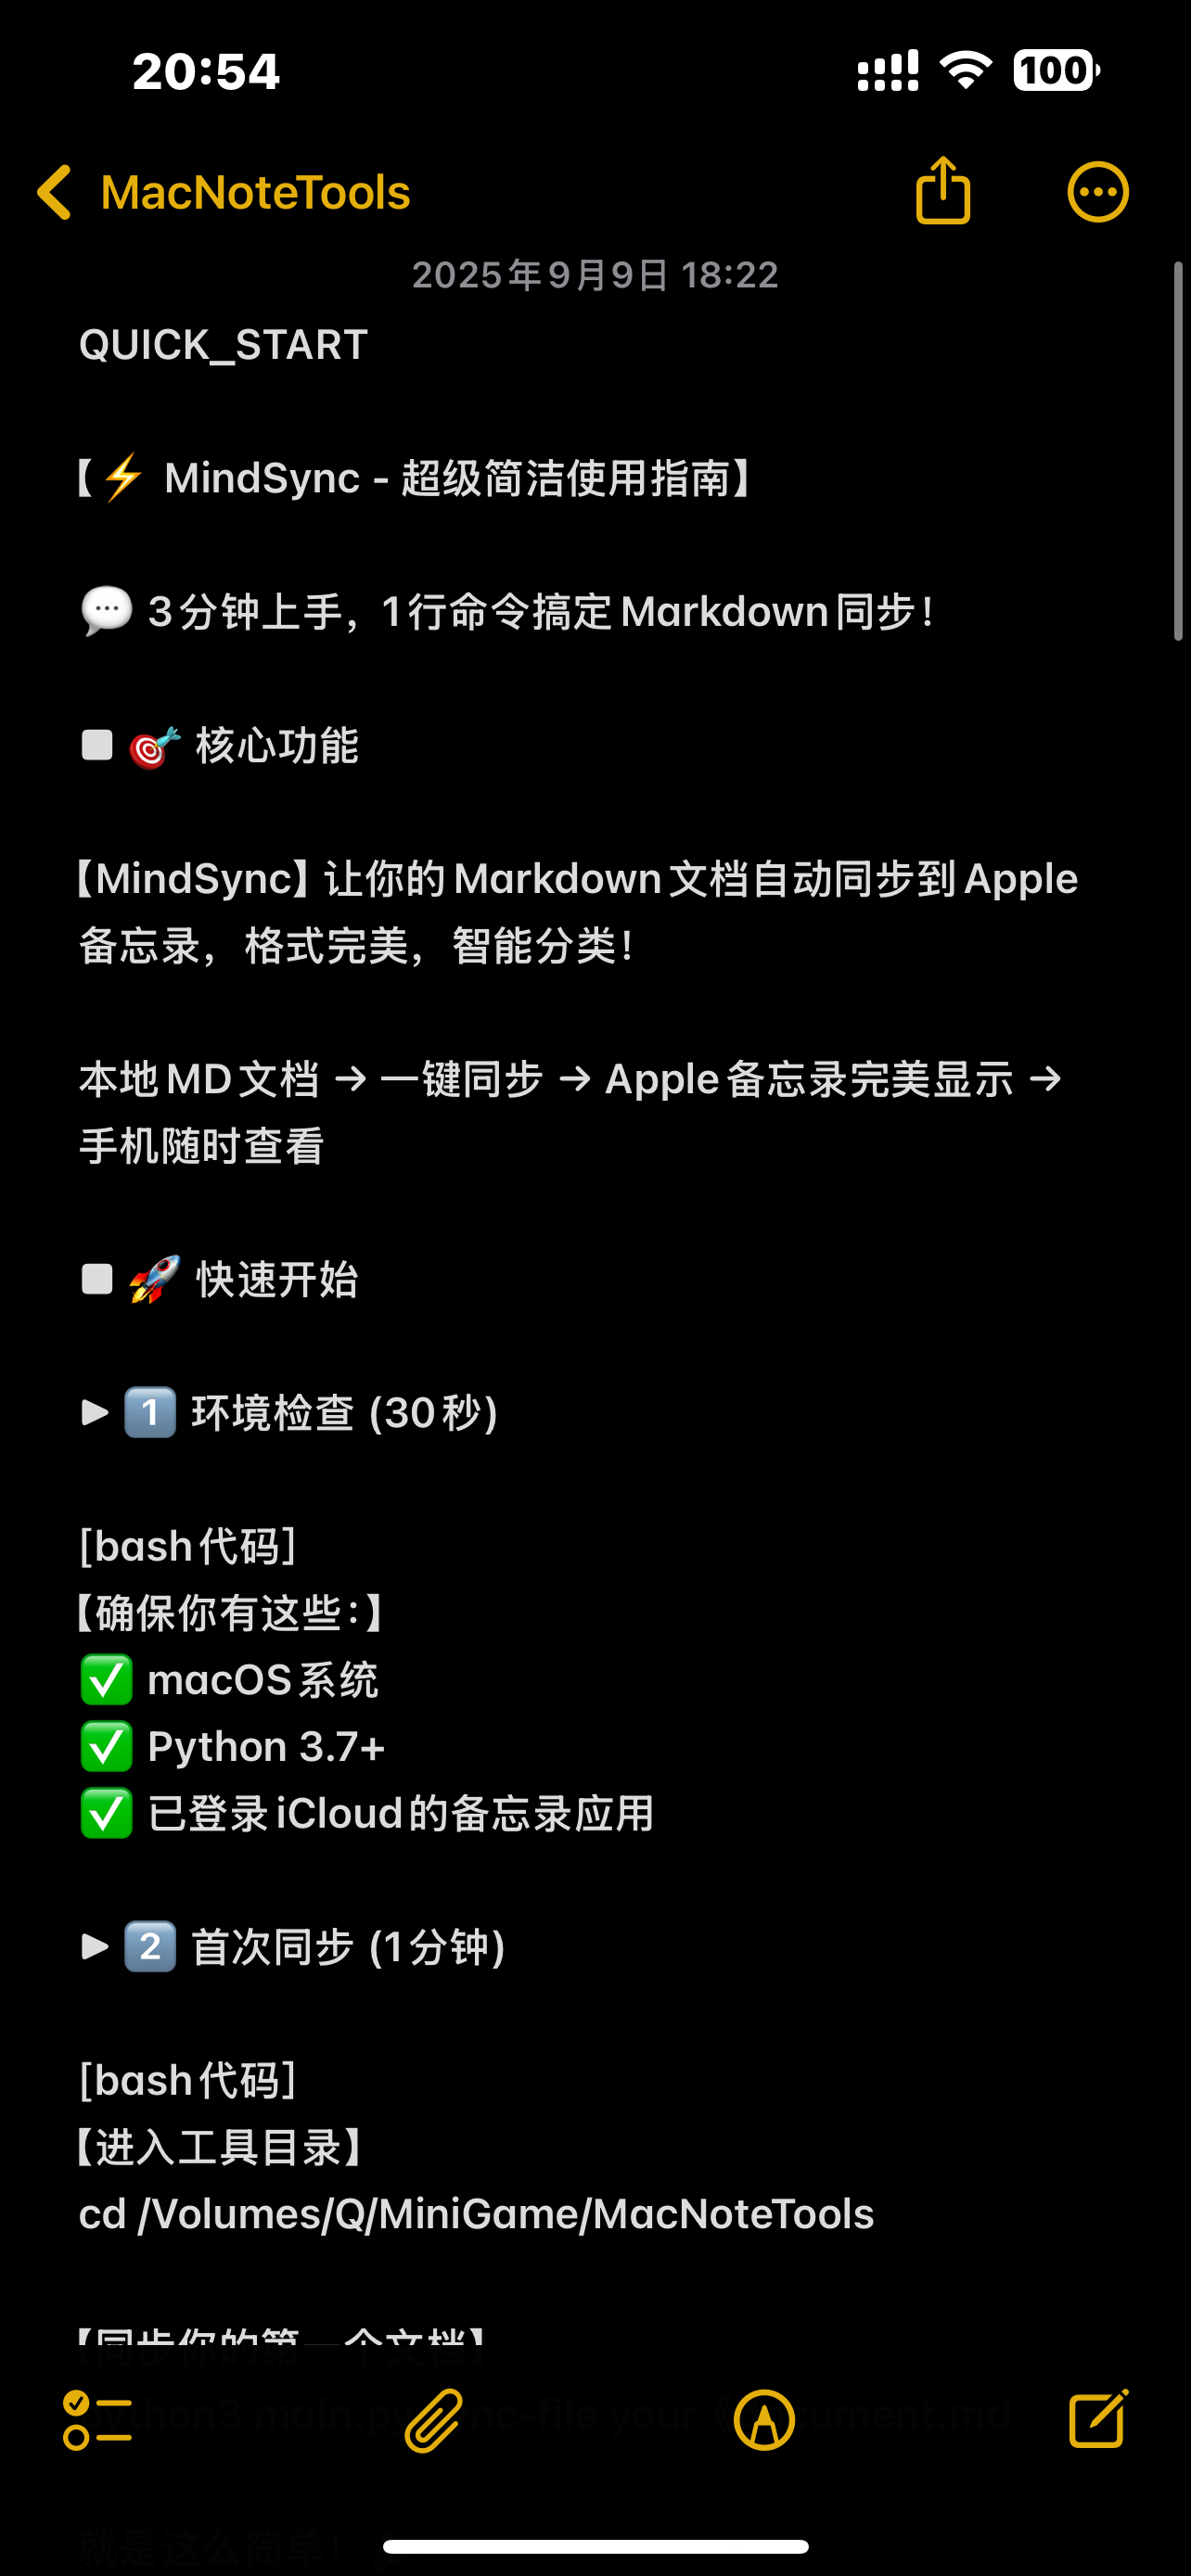 20:54
100
MacNoteTools
2025年9月9日 18:22
QUICK_START
【⚡ MindSync - 超级简洁使用指南】
💬 3分钟上手，1行命令搞定Markdown同步！
■ 🎯 核心功能
【MindSync】让你的Markdown文档自动同步到Apple
备忘录，格式完美，智能分类！
本地MD文档 → 一键同步 → Apple备忘录完美显示 →
手机随时查看
■ 🚀 快速开始
▶ 1️⃣ 环境检查 (30秒)
[bash代码]
【确保你有这些：】
✅ macOS系统
✅ Python 3.7+
✅ 已登录iCloud的备忘录应用
▶ 2️⃣ 首次同步 (1分钟)
[bash代码]
【进入工具目录】
cd /Volumes/Q/MiniGame/MacNoteTools
【同步你的第一个文档】
就是这么简单！